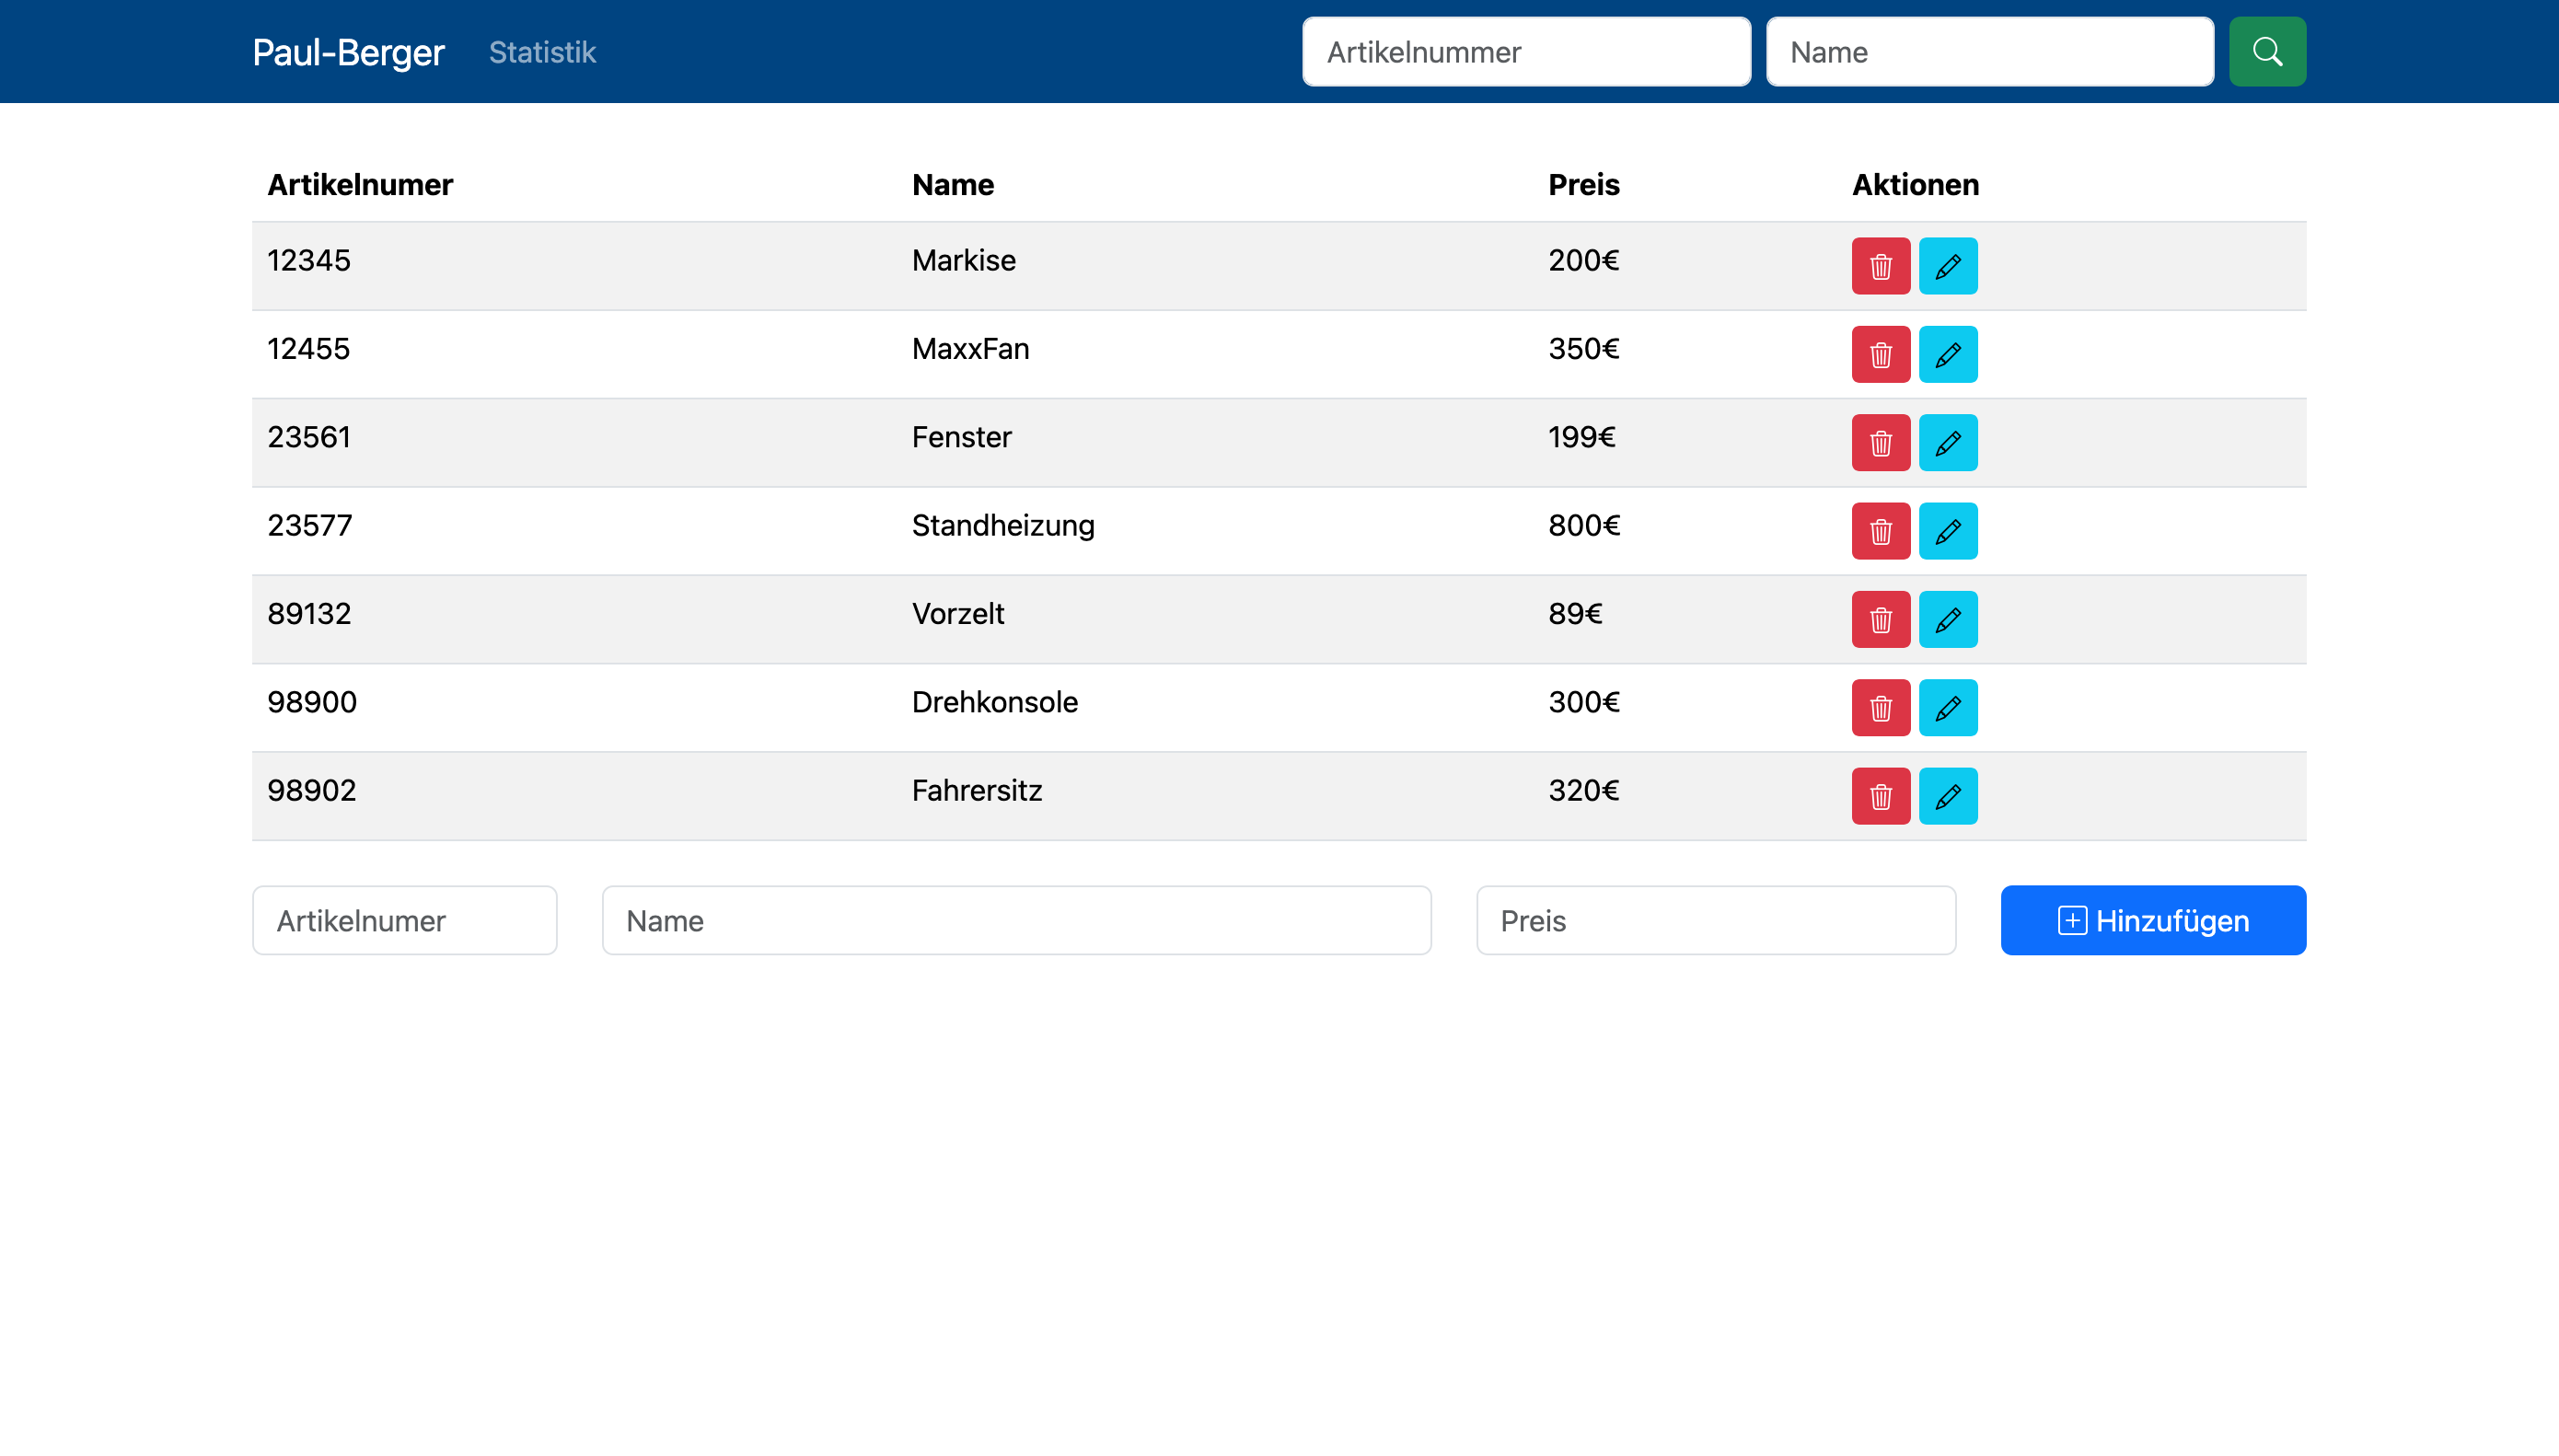 Paul-Berger Statistik Artikelnummer Name
Artikelnumer Name Preis Aktionen
12345 Markise 200€
12455 MaxxFan 350€
23561 Fenster 199€
23577 Standheizung 800€
89132 Vorzelt 89€
98900 Drehkonsole 300€
98902 Fahrersitz 320€
Artikelnumer Name Preis Hinzufügen